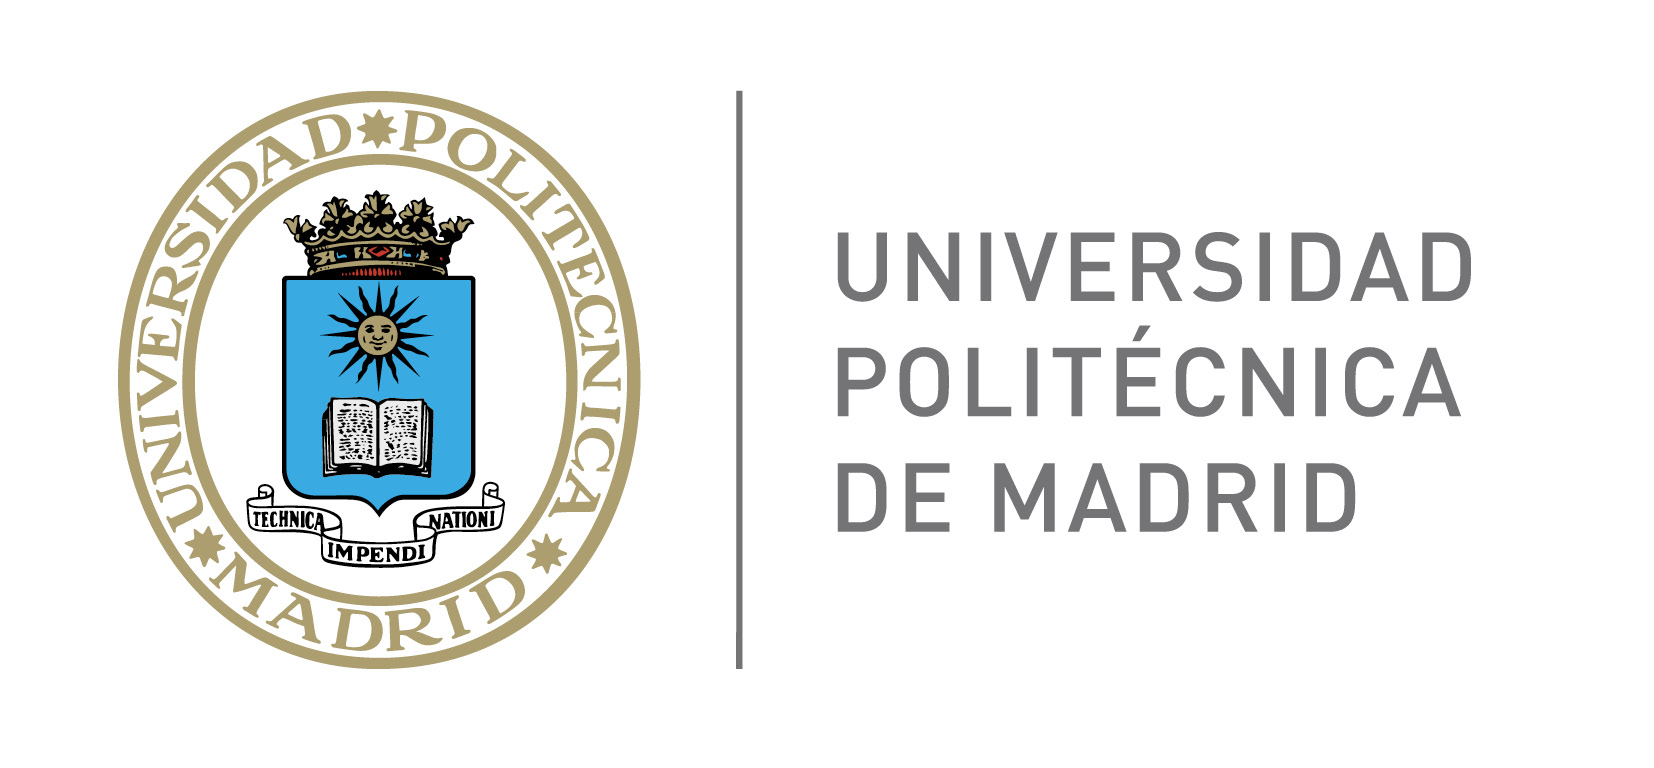 UNIVERSIDAD POLITECNICA
MADRID
TECHNICA IMPENDI NATIONI
UNIVERSIDAD
POLITÉCNICA
DE MADRID